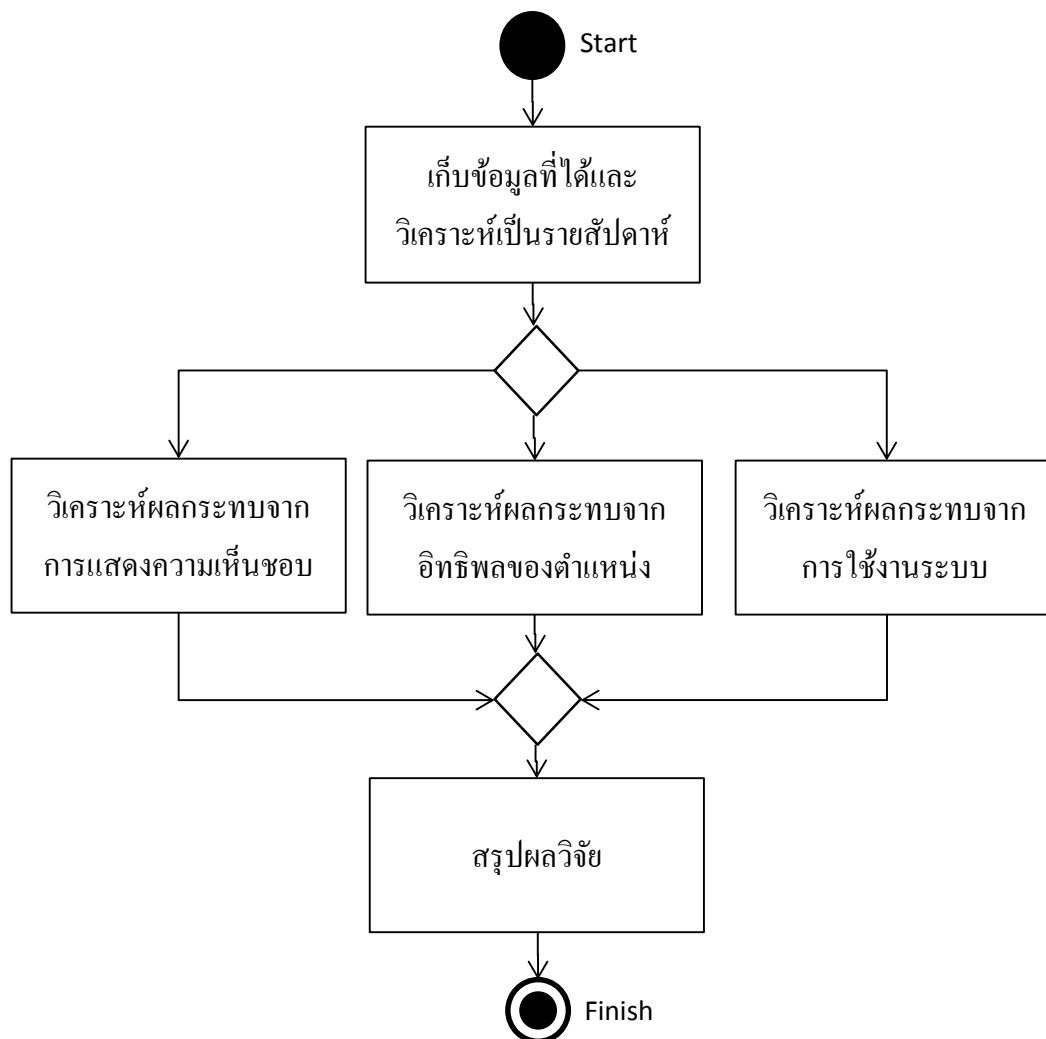 Start
เก็บข้อมูลที่ได้และ
วิเคราะห์เป็นรายสัปดาห์
วิเคราะห์ผลกระทบจาก
การแสดงความเห็นชอบ
วิเคราะห์ผลกระทบจาก
อิทธิพลของตำแหน่ง
วิเคราะห์ผลกระทบจาก
การใช้งานระบบ
สรุปผลวิจัย
Finish